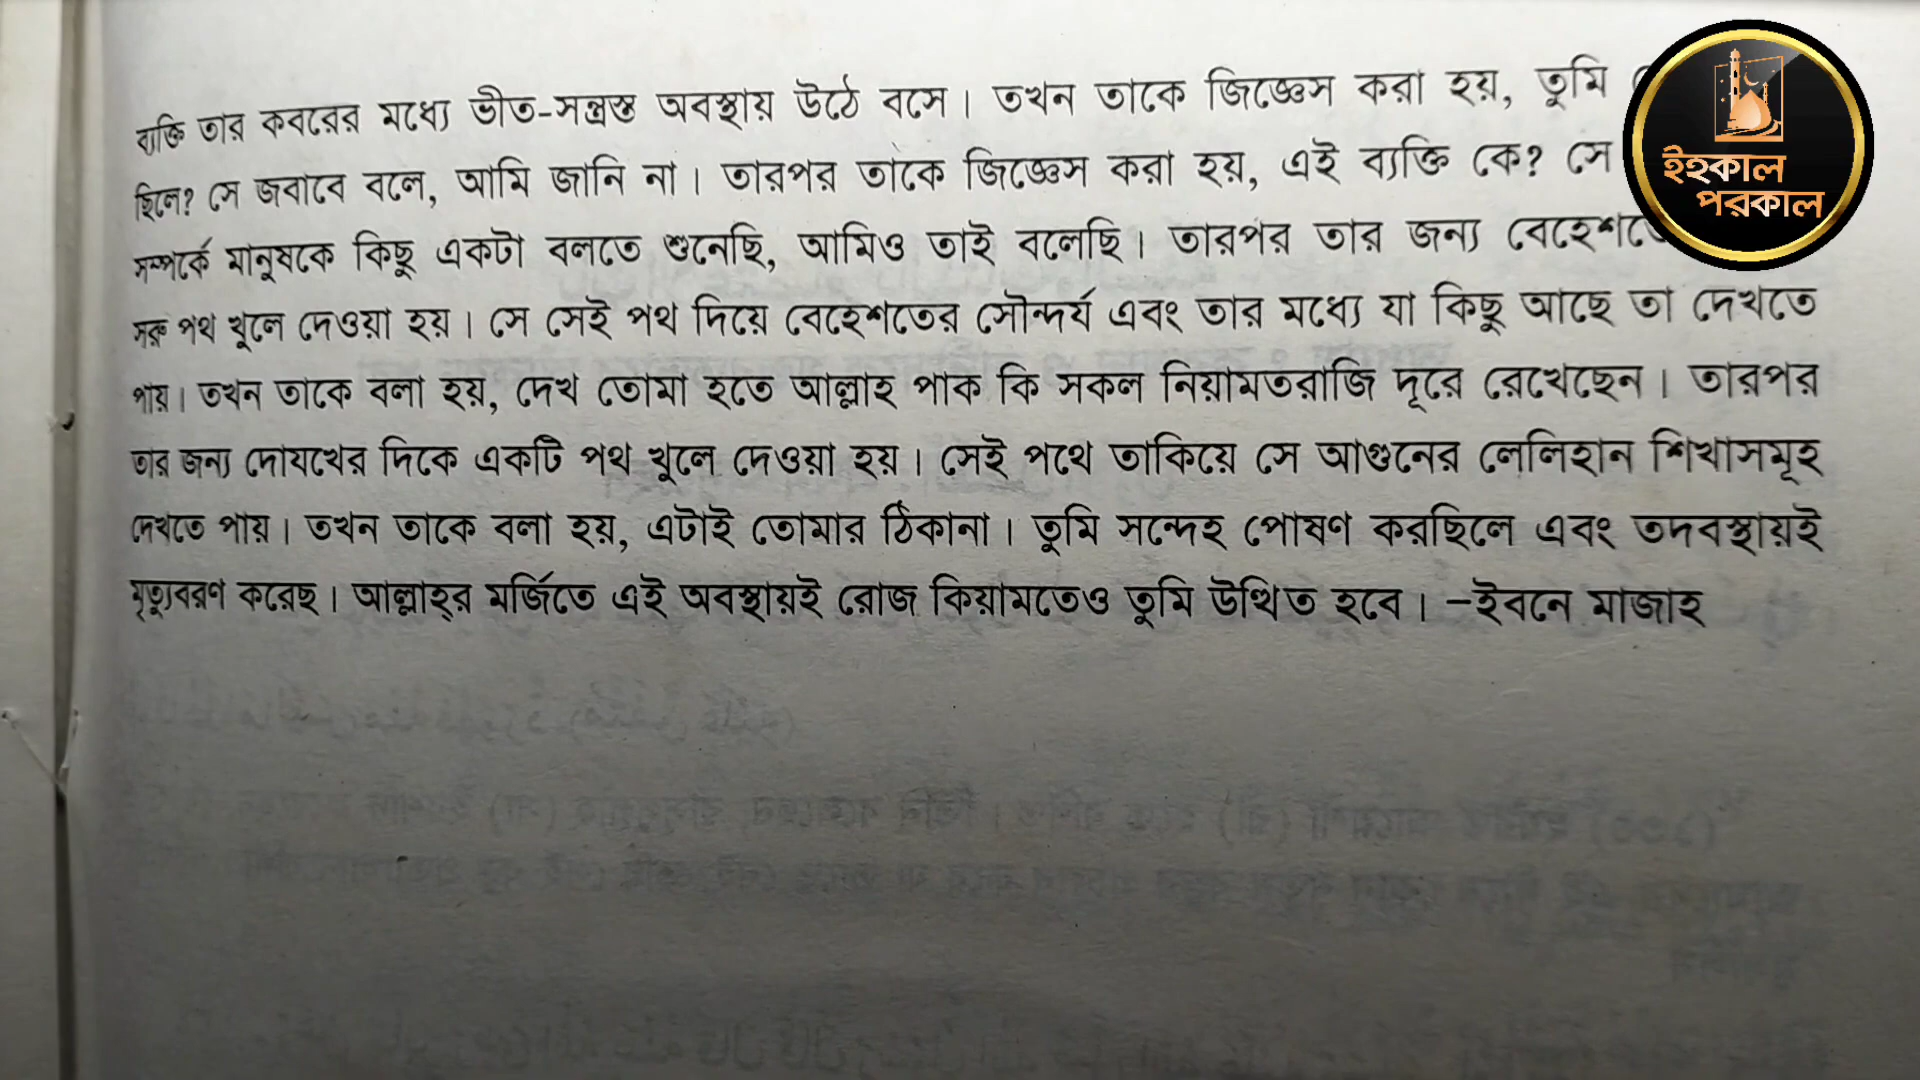 ব্যক্তি তার কবরের মধ্যে ভীত-সন্ত্রস্ত অবস্থায় উঠে বসে। তখন তাকে জিজ্ঞেস করা হয়, তুমি
ছিলে? সে জবাবে বলে, আমি জানি না। তারপর তাকে জিজ্ঞেস করা হয়, এই ব্যক্তি কে? সে
সম্পর্কে মানুষকে কিছু একটা বলতে শুনেছি, আমিও তাই বলেছি। তারপর তার জন্য
সরু পথ খুলে দেওয়া হয়। সে সেই পথ দিয়ে বেহেশতের সৌন্দর্য এবং তার মধ্যে যা কিছু আছে তা দেখতে
পায়। তখন তাকে বলা হয়, দেখ তোমা হতে আল্লাহ পাক কি সকল নিয়ামতরাজি দূরে রেখেছেন। তারপর
তার জন্য দোযখের দিকে একটি পথ খুলে দেওয়া হয়। সেই পথে তাকিয়ে সে আগুনের লেলিহান শিখাসমূহ
দেখতে পায়। তখন তাকে বলা হয়, এটাই তোমার ঠিকানা। তুমি সন্দেহ পোষণ করছিলে এবং তদবস্থায়ই
মৃত্যুবরণ করেছ। আল্লাহ্‌র মর্জিতে এই অবস্থায়ই রোজ কিয়ামতেও তুমি উত্থিত হবে। –ইবনে মাজাহ
ইহকাল
পরকাল